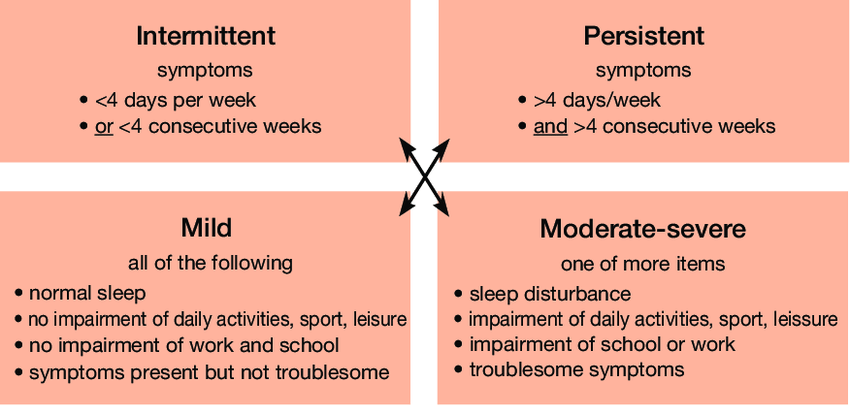 Intermittent
symptoms
• <4 days per week
• or <4 consecutive weeks
Persistent
symptoms
• >4 days/week
• and >4 consecutive weeks
Mild
all of the following
• normal sleep
• no impairment of daily activities, sport, leisure
• no impairment of work and school
• symptoms present but not troublesome
Moderate-severe
one of more items
• sleep disturbance
• impairment of daily activities, sport, leissure
• impairment of school or work
• troublesome symptoms